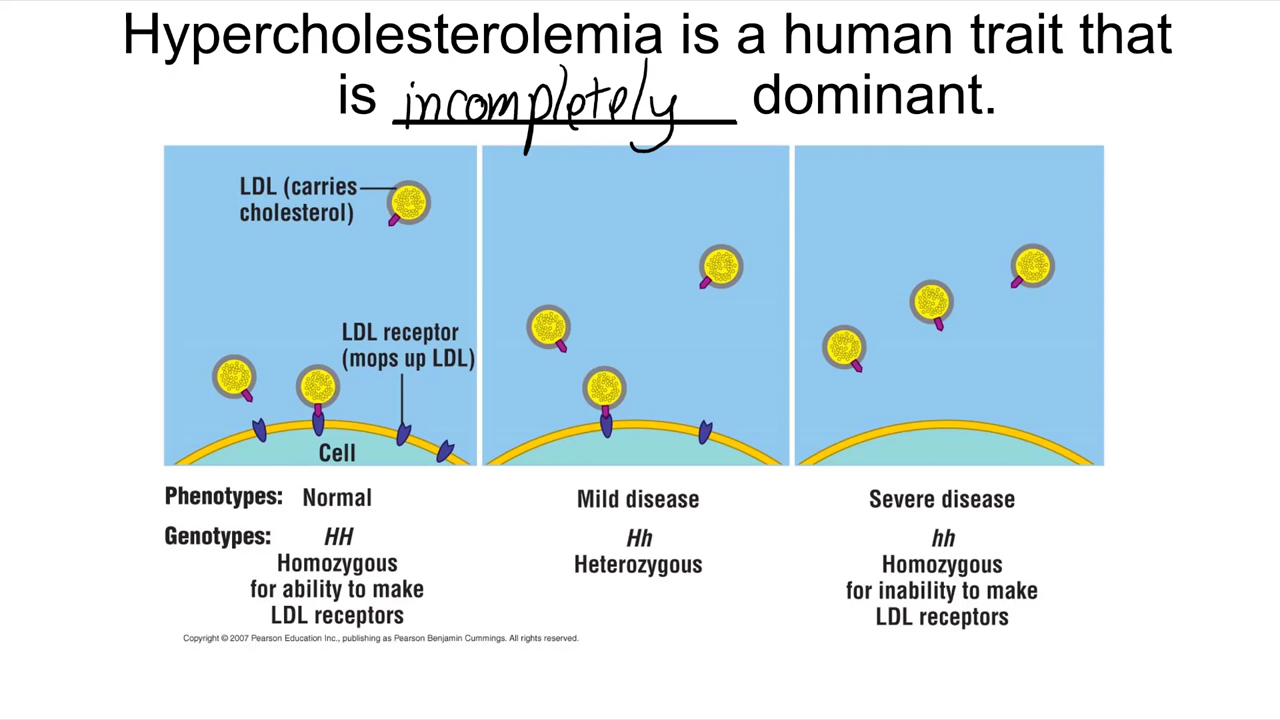 Hypercholesterolemia is a human trait that
is incompletely dominant.
LDL (carries
cholesterol)
LDL receptor
(mops up LDL)
Cell
Phenotypes: Normal Mild disease Severe disease
Genotypes: HH Hh hh
Homozygous Heterozygous Homozygous
for ability to make for inability to make
LDL receptors LDL receptors
Copyright © 2007 Pearson Education Inc., publishing as Pearson Benjamin Cummings. All rights reserved.